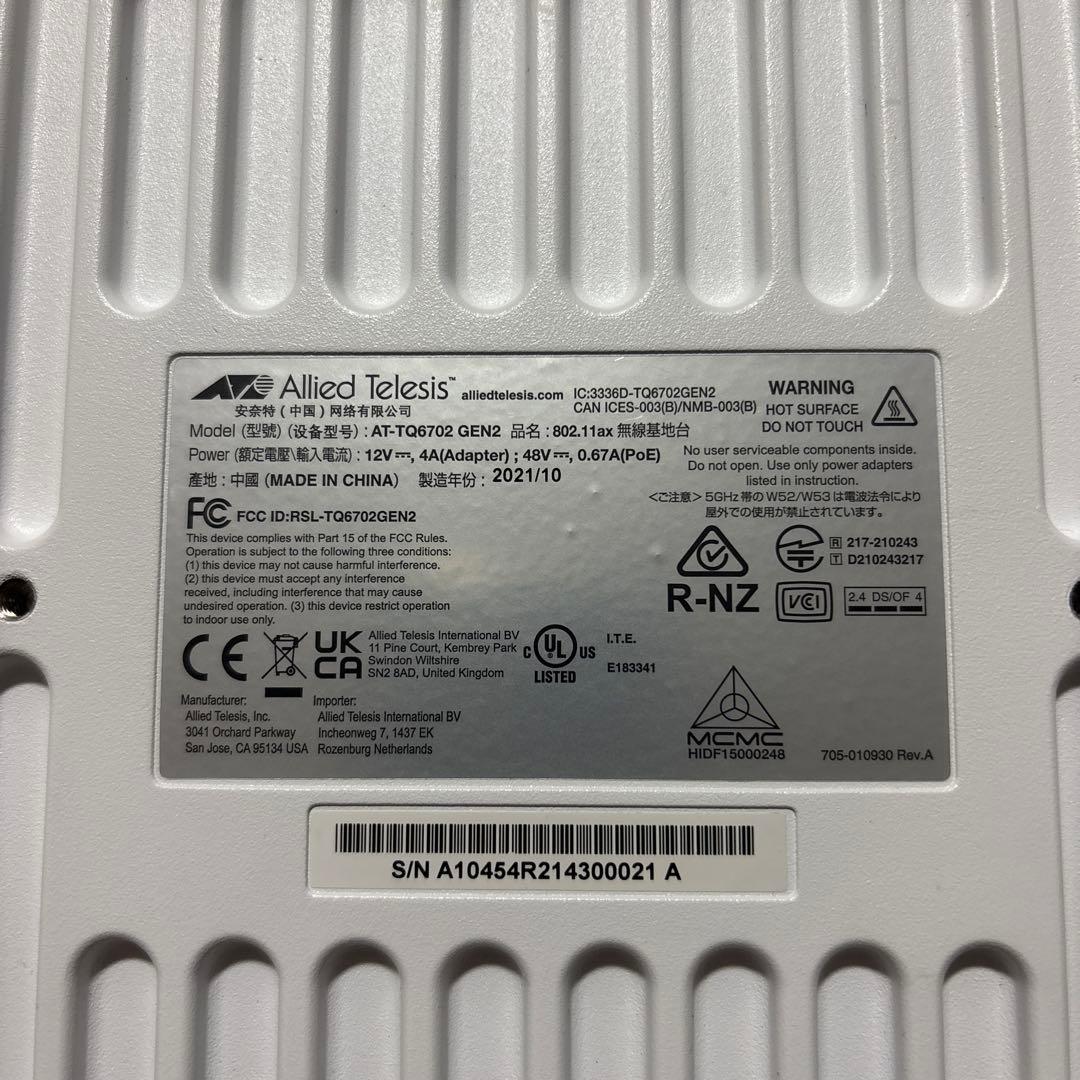 Allied Telesis™ alliedtelesis.com IC:3336D-TQ6702GEN2
CAN ICES-003(B)/NMB-003(B)
安奈特（中国）网络有限公司
Model (型號) (设备型号) : AT-TQ6702 GEN2 品名 : 802.11ax 無線基地台
Power (額定電壓\輸入電流) : 12V⎓, 4A(Adapter) ; 48V⎓, 0.67A(PoE)
產地 : 中國 (MADE IN CHINA) 製造年份 : 2021/10
WARNING
HOT SURFACE
DO NOT TOUCH
No user serviceable components inside.
Do not open. Use only power adapters
listed in instruction.
＜ご注意＞5GHz 帯の W52/W53 は電波法令により
屋外での使用が禁止されています。
FC FCC ID:RSL-TQ6702GEN2
This device complies with Part 15 of the FCC Rules.
Operation is subject to the following three conditions:
(1) this device may not cause harmful interference.
(2) this device must accept any interference
received, including interference that may cause
undesired operation. (3) this device restrict operation
to indoor use only.
R 217-210243
T D210243217
R-NZ
VCI
2.4 DS/OF 4
CE
UK
CA
Allied Telesis International BV
11 Pine Court, Kembrey Park
Swindon Wiltshire
SN2 8AD, United Kingdom
C UL US
LISTED
I.T.E.
E183341
Manufacturer:
Allied Telesis, Inc.
3041 Orchard Parkway
San Jose, CA 95134 USA
Importer:
Allied Telesis International BV
Incheonweg 7, 1437 EK
Rozenburg Netherlands
MCMC
HIDF15000248
705-010930 Rev.A
S/N A10454R214300021 A